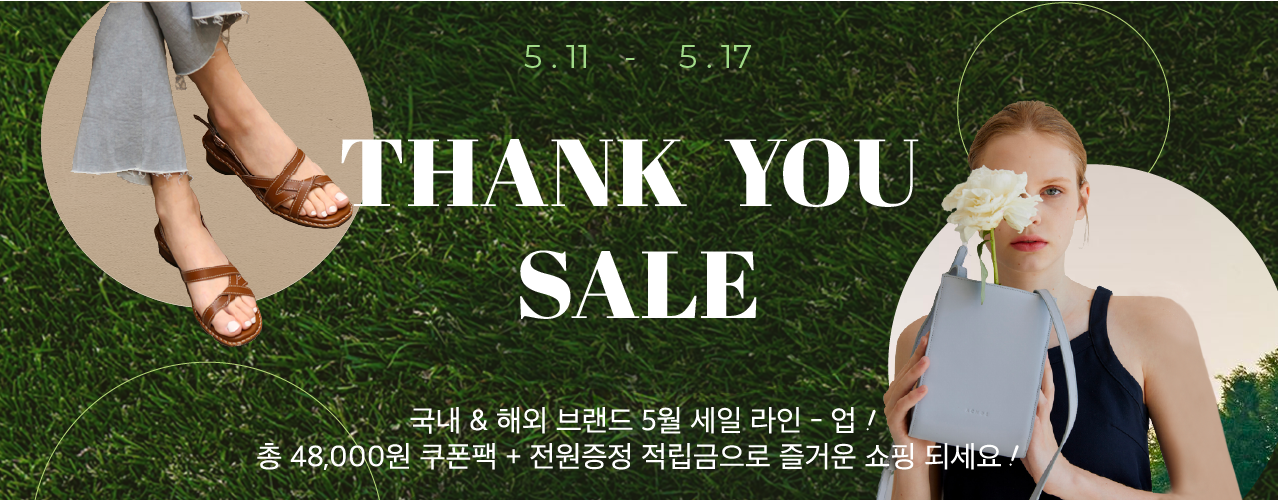 5.11 - 5.17
THANK YOU
SALE
국내 & 해외 브랜드 5월 세일 라인 - 업 !
총 48,000원 쿠폰팩 + 전원증정 적립금으로 즐거운 쇼핑 되세요 !